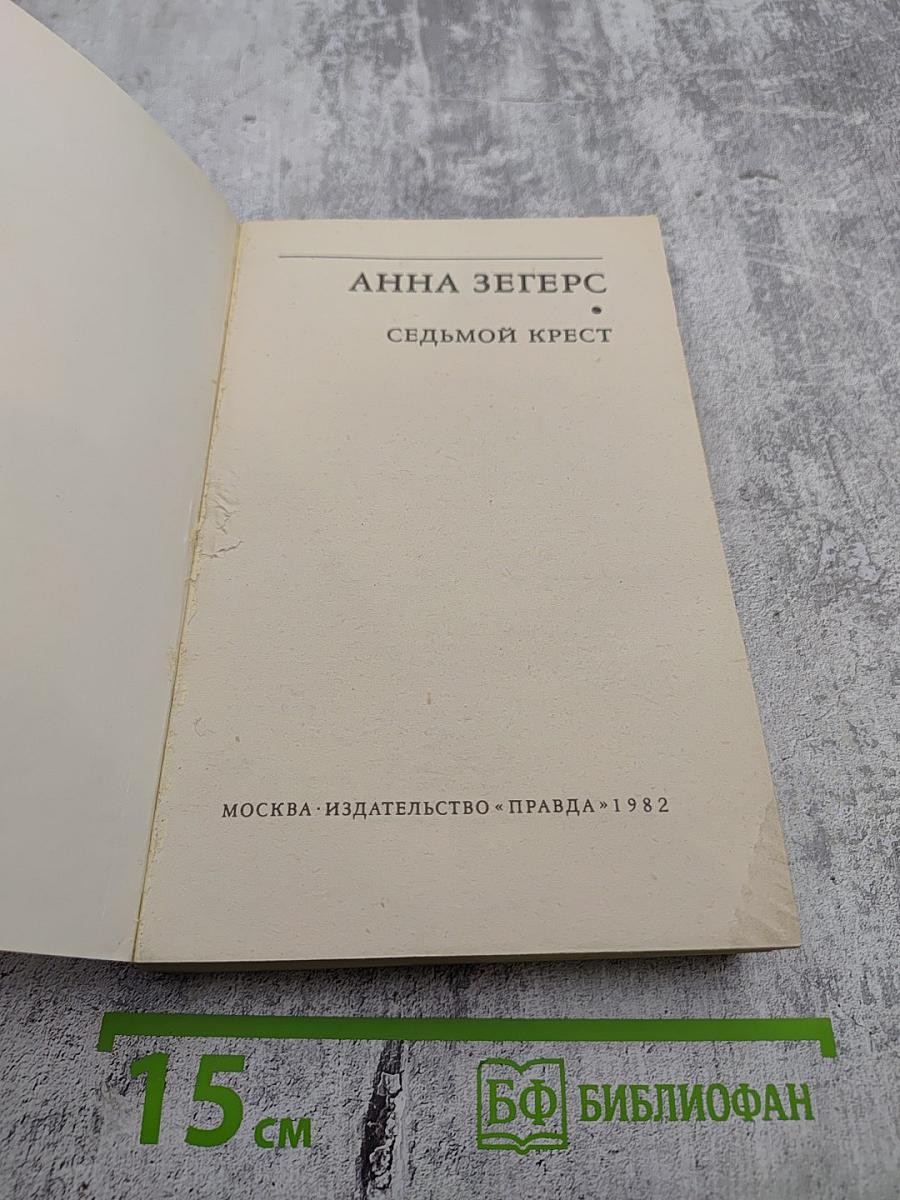 АННА ЗЕГЕРС
СЕДЬМОЙ КРЕСТ
МОСКВА · ИЗДАТЕЛЬСТВО «ПРАВДА» 1982
15 см
БФ БИБЛИОФАН